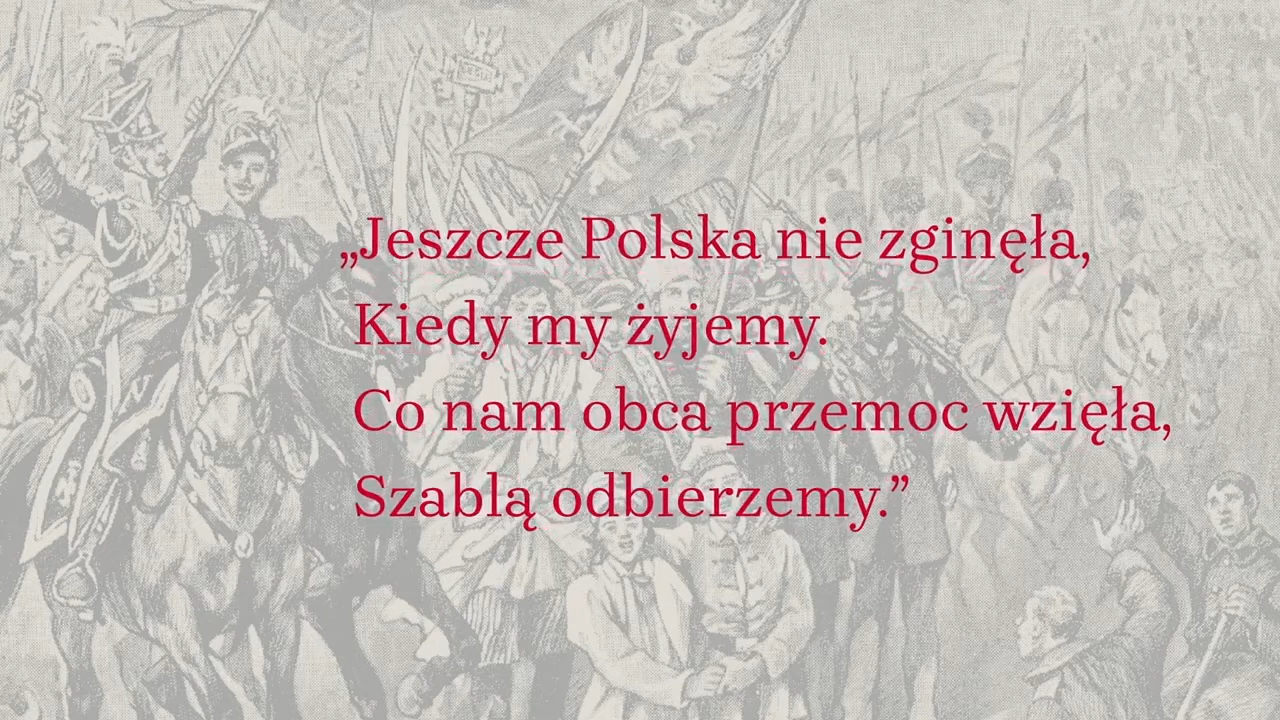 „Jeszcze Polska nie zginęła,
Kiedy my żyjemy.
Co nam obca przemoc wzięła,
Szablą odbierzemy.”